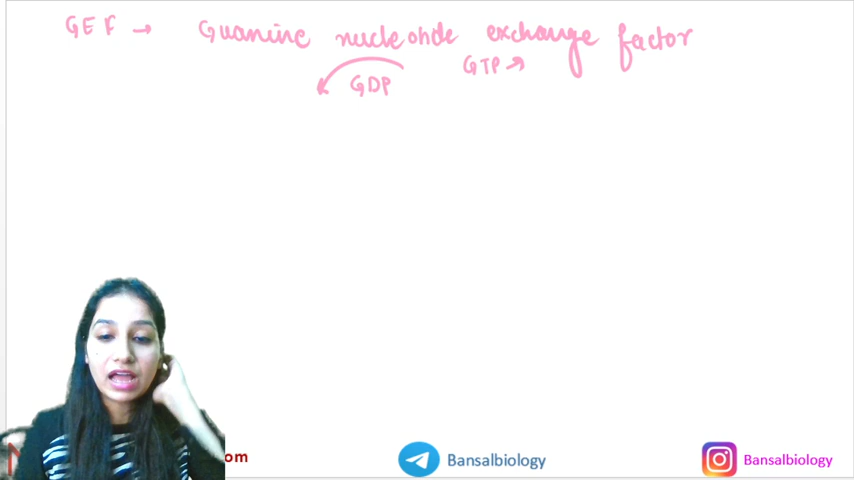 GEF → Guanine nucleotide exchange factor
GDP GTP →
om
Bansalbiology
Bansalbiology